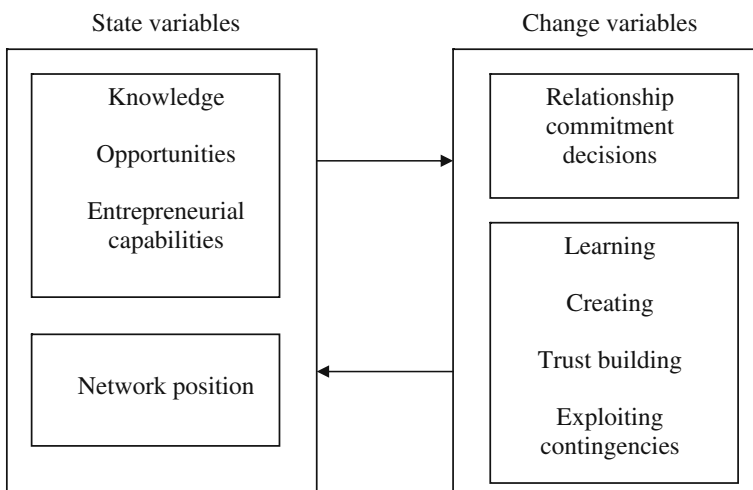 State variables
Knowledge
Opportunities
Entrepreneurial
capabilities
Network position
Change variables
Relationship
commitment
decisions
Learning
Creating
Trust building
Exploiting
contingencies